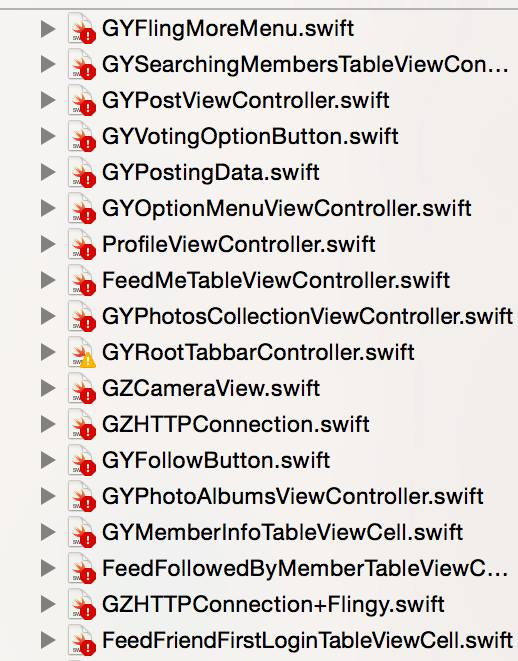 GYFlingMoreMenu.swift
GYSearchingMembersTableViewCon...
GYPostViewController.swift
GYVotingOptionButton.swift
GYPostingData.swift
GYOptionMenuViewController.swift
ProfileViewController.swift
FeedMeTableViewController.swift
GYPhotosCollectionViewController.swift
GYRootTabbarController.swift
GZCameraView.swift
GZHTTPConnection.swift
GYFollowButton.swift
GYPhotoAlbumsViewController.swift
GYMemberInfoTableViewCell.swift
FeedFollowedByMemberTableViewC...
GZHTTPConnection+Flingy.swift
FeedFriendFirstLoginTableViewCell.swift